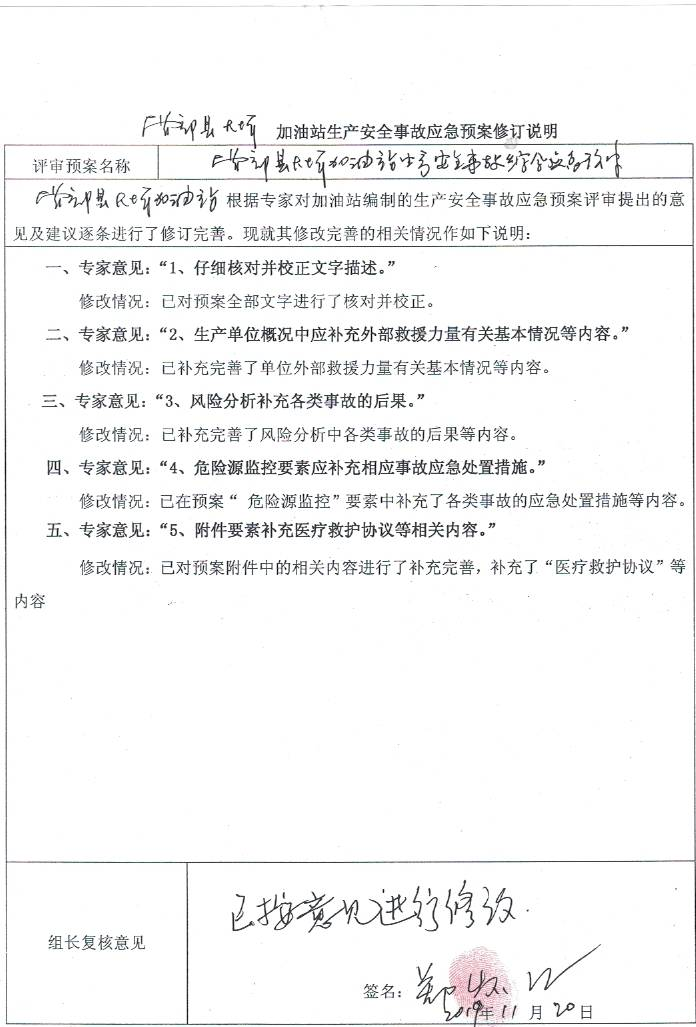 加油站生产安全事故应急预案修订说明
评审预案名称 加油站生产安全事故综合应急预案
加油站根据专家对加油站编制的生产安全事故应急预案评审提出的意
见及建议逐条进行了修订完善。现就其修改完善的相关情况作如下说明：
一、专家意见：“1、仔细核对并校正文字描述。”
修改情况：已对预案全部文字进行了核对并校正。
二、专家意见：“2、生产单位概况中应补充外部救援力量有关基本情况等内容。”
修改情况：已补充完善了单位外部救援力量有关基本情况等内容。
三、专家意见：“3、风险分析补充各类事故的后果。”
修改情况：已补充完善了风险分析中各类事故的后果等内容。
四、专家意见：“4、危险源监控要素应补充相应事故应急处置措施。”
修改情况：已在预案“ 危险源监控”要素中补充了各类事故的应急处置措施等内容。
五、专家意见：“5、附件要素补充医疗救护协议等相关内容。”
修改情况：已对预案附件中的相关内容进行了补充完善，补充了“医疗救护协议”等
内容
已按意见进行修改.
组长复核意见
签名：
2019年11月20日